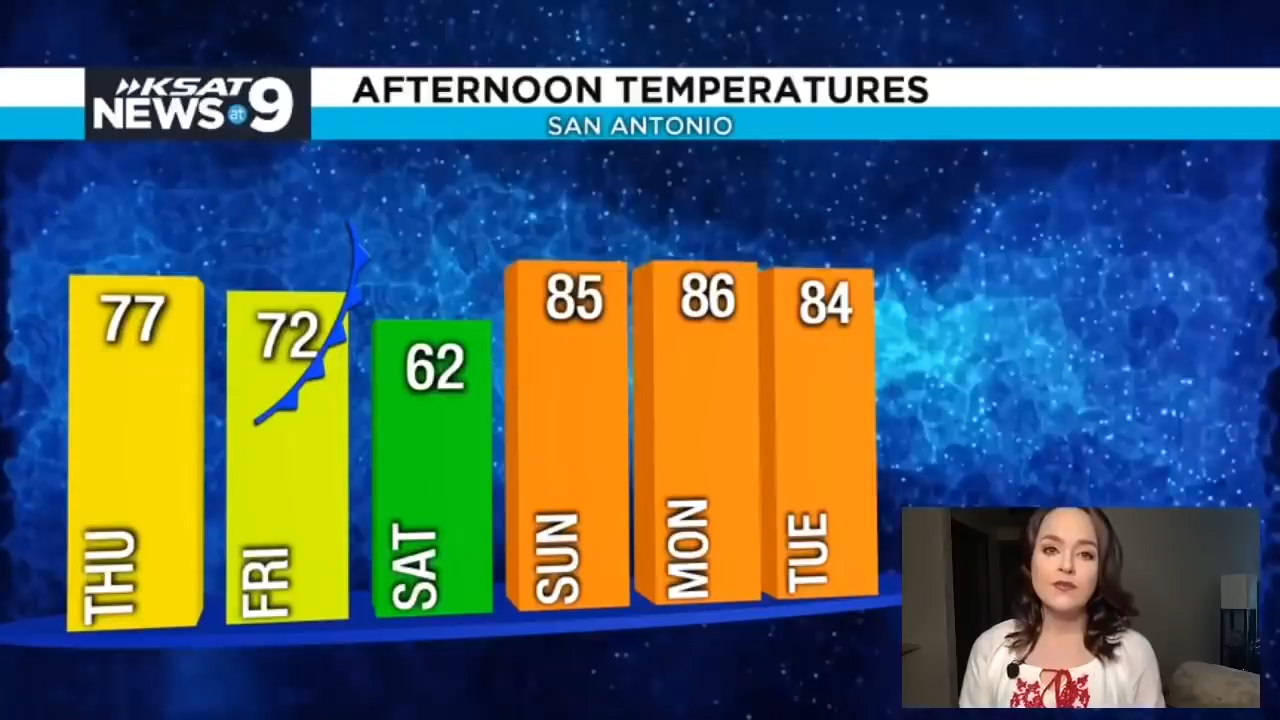 KSAT
NEWS at 9
AFTERNOON TEMPERATURES
SAN ANTONIO
77
72
62
85
86
84
THU
FRI
SAT
SUN
MON
TUE